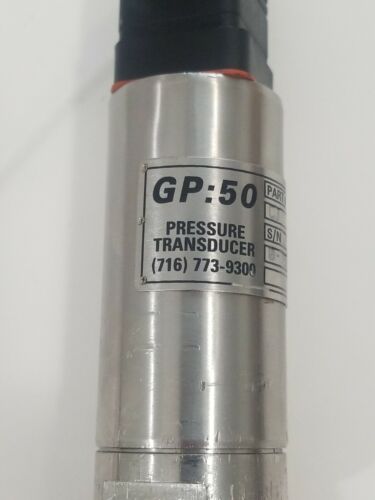 GP:50
PRESSURE
TRANSDUCER
(716) 773-9300
PART
S/N